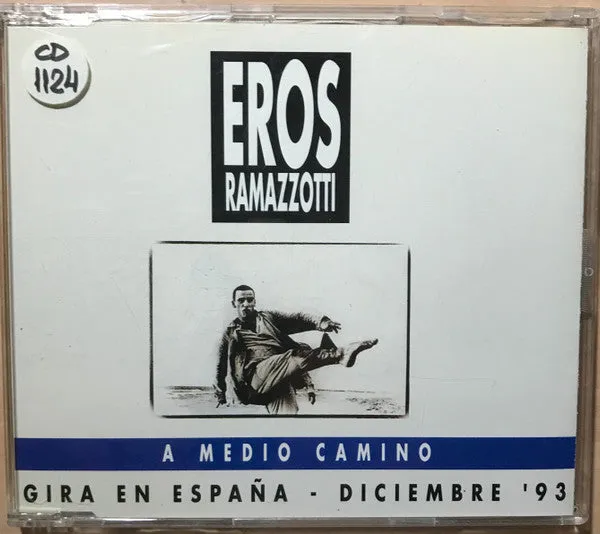 CD
1124
EROS
RAMAZZOTTI
A MEDIO CAMINO
GIRA EN ESPAÑA - DICIEMBRE '93